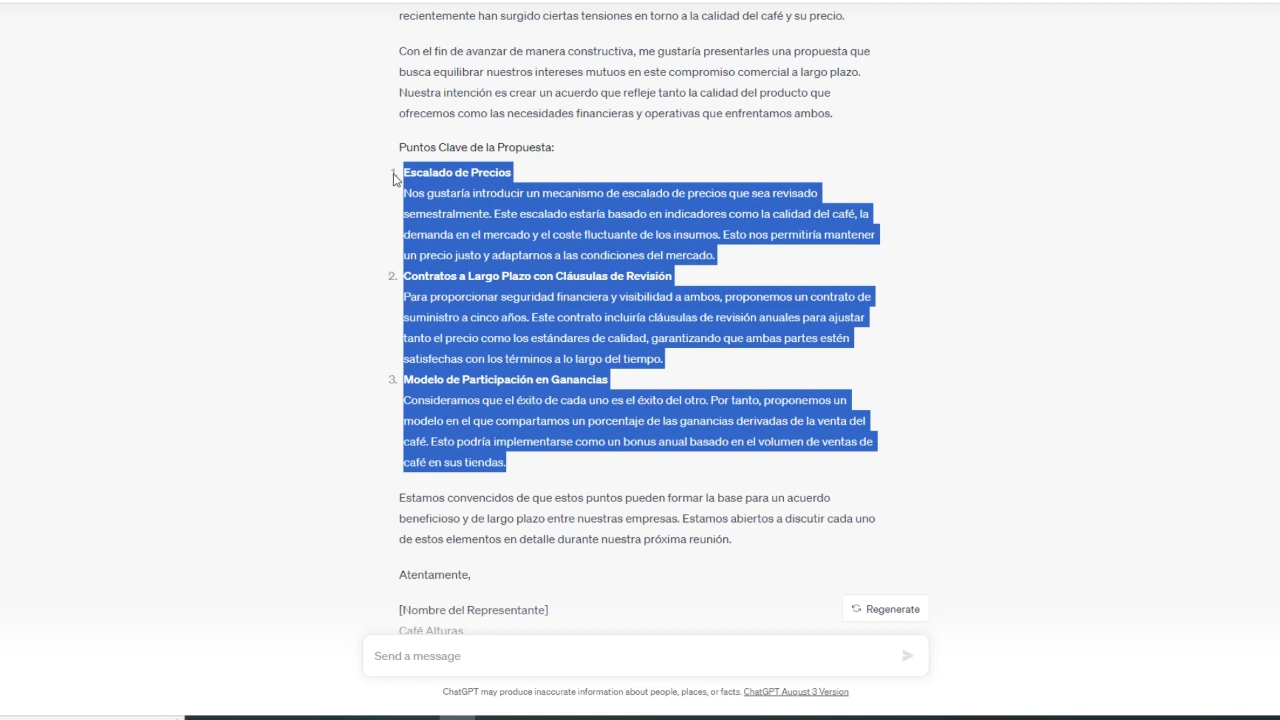 recientemente han surgido ciertas tensiones en torno a la calidad del café y su precio.
Con el fin de avanzar de manera constructiva, me gustaría presentarles una propuesta que
busca equilibrar nuestros intereses mutuos en este compromiso comercial a largo plazo.
Nuestra intención es crear un acuerdo que refleje tanto la calidad del producto que
ofrecemos como las necesidades financieras y operativas que enfrentamos ambos.
Puntos Clave de la Propuesta:
1. Escalado de Precios
Nos gustaría introducir un mecanismo de escalado de precios que sea revisado
semestralmente. Este escalado estaría basado en indicadores como la calidad del café, la
demanda en el mercado y el coste fluctuante de los insumos. Esto nos permitiría mantener
un precio justo y adaptarnos a las condiciones del mercado.
2. Contratos a Largo Plazo con Cláusulas de Revisión
Para proporcionar seguridad financiera y visibilidad a ambos, proponemos un contrato de
suministro a cinco años. Este contrato incluiría cláusulas de revisión anuales para ajustar
tanto el precio como los estándares de calidad, garantizando que ambas partes estén
satisfechas con los términos a lo largo del tiempo.
3. Modelo de Participación en Ganancias
Consideramos que el éxito de cada uno es el éxito del otro. Por tanto, proponemos un
modelo en el que compartamos un porcentaje de las ganancias derivadas de la venta del
café. Esto podría implementarse como un bonus anual basado en el volumen de ventas de
café en sus tiendas.
Estamos convencidos de que estos puntos pueden formar la base para un acuerdo
beneficioso y de largo plazo entre nuestras empresas. Estamos abiertos a discutir cada uno
de estos elementos en detalle durante nuestra próxima reunión.
Atentamente,
[Nombre del Representante]
Café Alturas
Regenerate
Send a message
ChatGPT may produce inaccurate information about people, places, or facts. ChatGPT August 3 Version